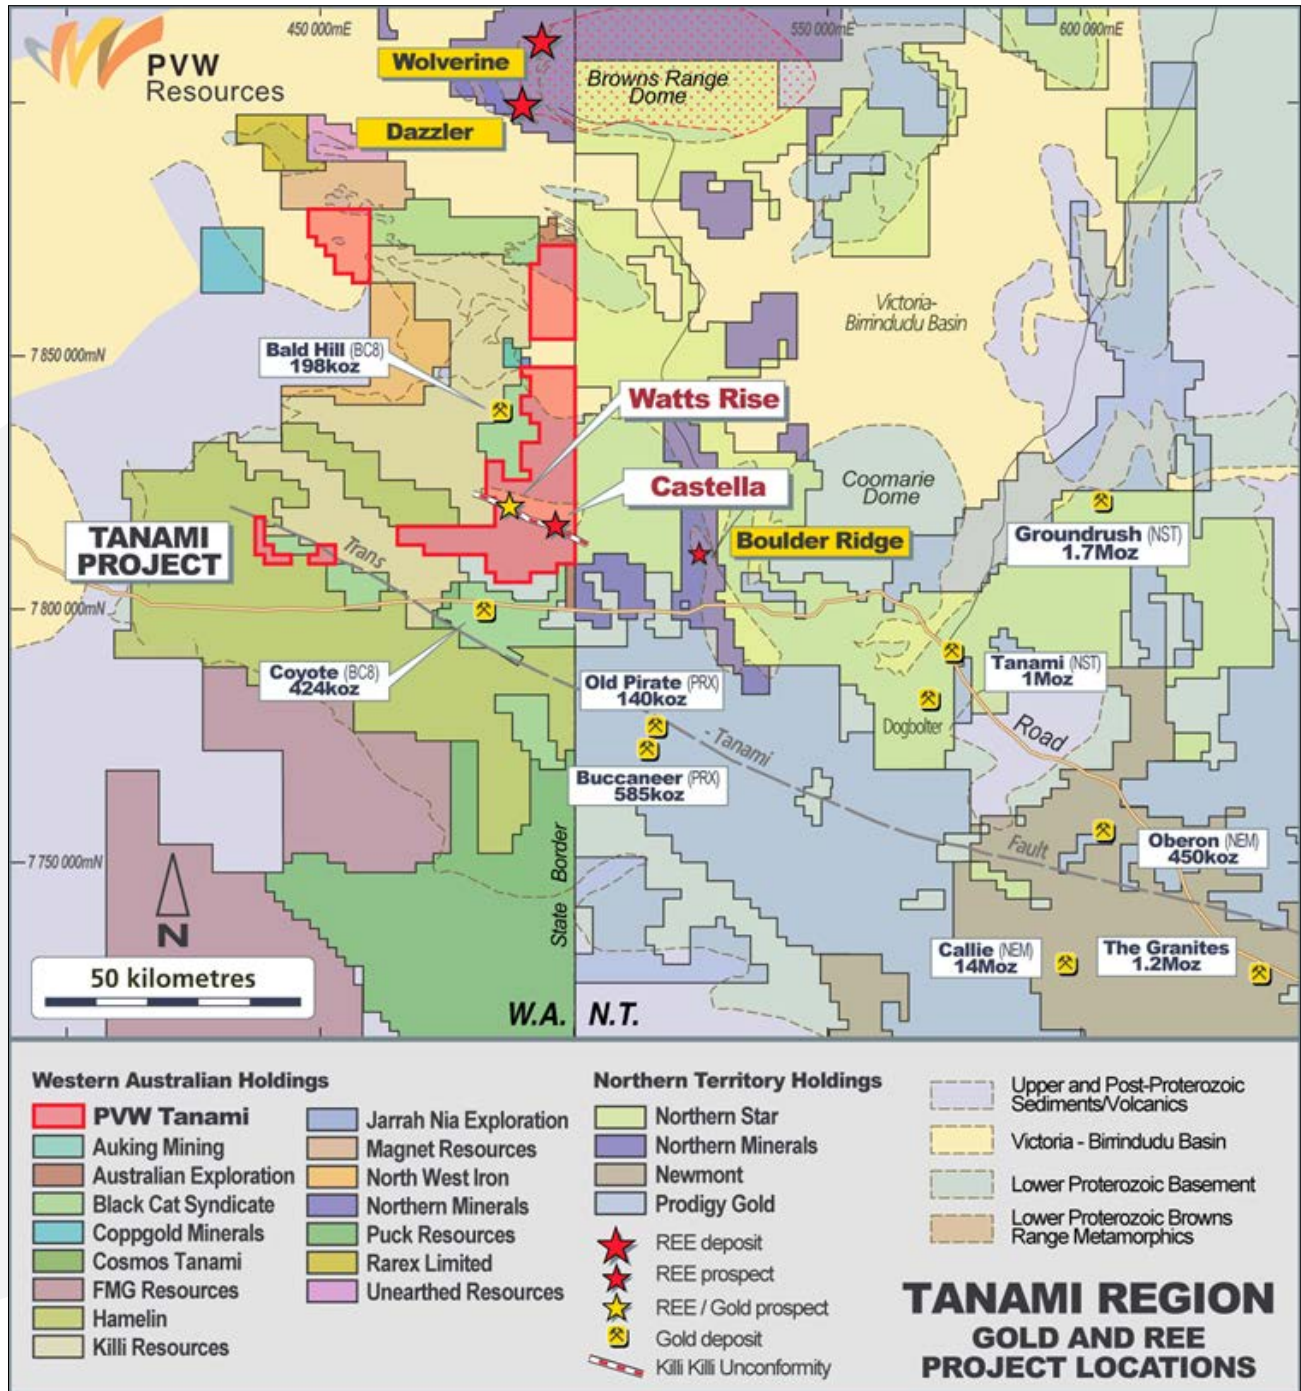 PVW
Resources
450 000mE
550 000mE
600 000mE
Wolverine
Browns Range
Dome
Dazzler
Victoria-
Birrindudu Basin
7 850 000mN
Bald Hill (BC8)
198koz
Watts Rise
Castella
Coomarie
Dome
TANAMI
PROJECT
Trans
Boulder Ridge
Groundrush (NST)
1.7Moz
7 800 000mN
Coyote (BC8)
424koz
Old Pirate (PRX)
140koz
Tanami (NST)
1Moz
Dogbolter
Road
-Tanami
Buccaneer (PRX)
585koz
State Border
Fault
Oberon (NEM)
450koz
7 750 000mN
N
Callie (NEM)
14Moz
The Granites
1.2Moz
50 kilometres
W.A.
N.T.
Western Australian Holdings
PVW Tanami
Auking Mining
Australian Exploration
Black Cat Syndicate
Coppgold Minerals
Cosmos Tanami
FMG Resources
Hamelin
Killi Resources
Jarrah Nia Exploration
Magnet Resources
North West Iron
Northern Minerals
Puck Resources
Rarex Limited
Unearthed Resources
Northern Territory Holdings
Northern Star
Northern Minerals
Newmont
Prodigy Gold
REE deposit
REE prospect
REE / Gold prospect
Gold deposit
Killi Killi Unconformity
Upper and Post-Proterozoic
Sediments/Volcanics
Victoria - Birrindudu Basin
Lower Proterozoic Basement
Lower Proterozoic Browns
Range Metamorphics
TANAMI REGION
GOLD AND REE
PROJECT LOCATIONS